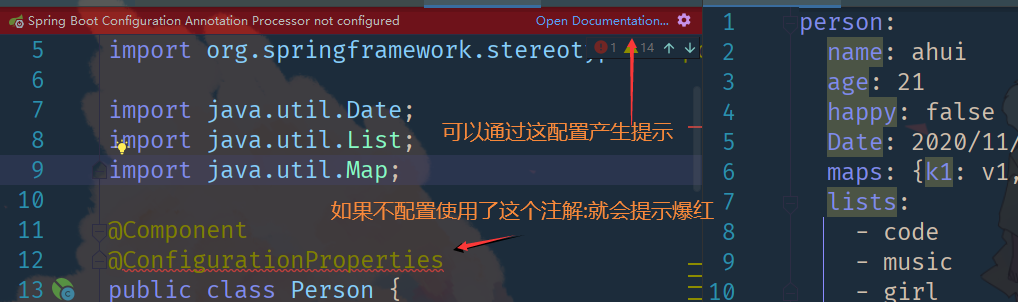 Spring Boot Configuration Annotation Processor not configured
Open Documentation...
1 14
5 import org.springframework.stereotyp
可以通过这配置产生提示
7 import java.util.Date;
8 import java.util.List;
9 import java.util.Map;
10
如果不配置使用了这个注解:就会提示爆红
11 @Component
12 @ConfigurationProperties
13 public class Person {
1 person:
2 name: ahui
3 age: 21
4 happy: false
5 Date: 2020/11/
6 maps: {k1: v1,
7 lists:
8 - code
9 - music
10 - girl